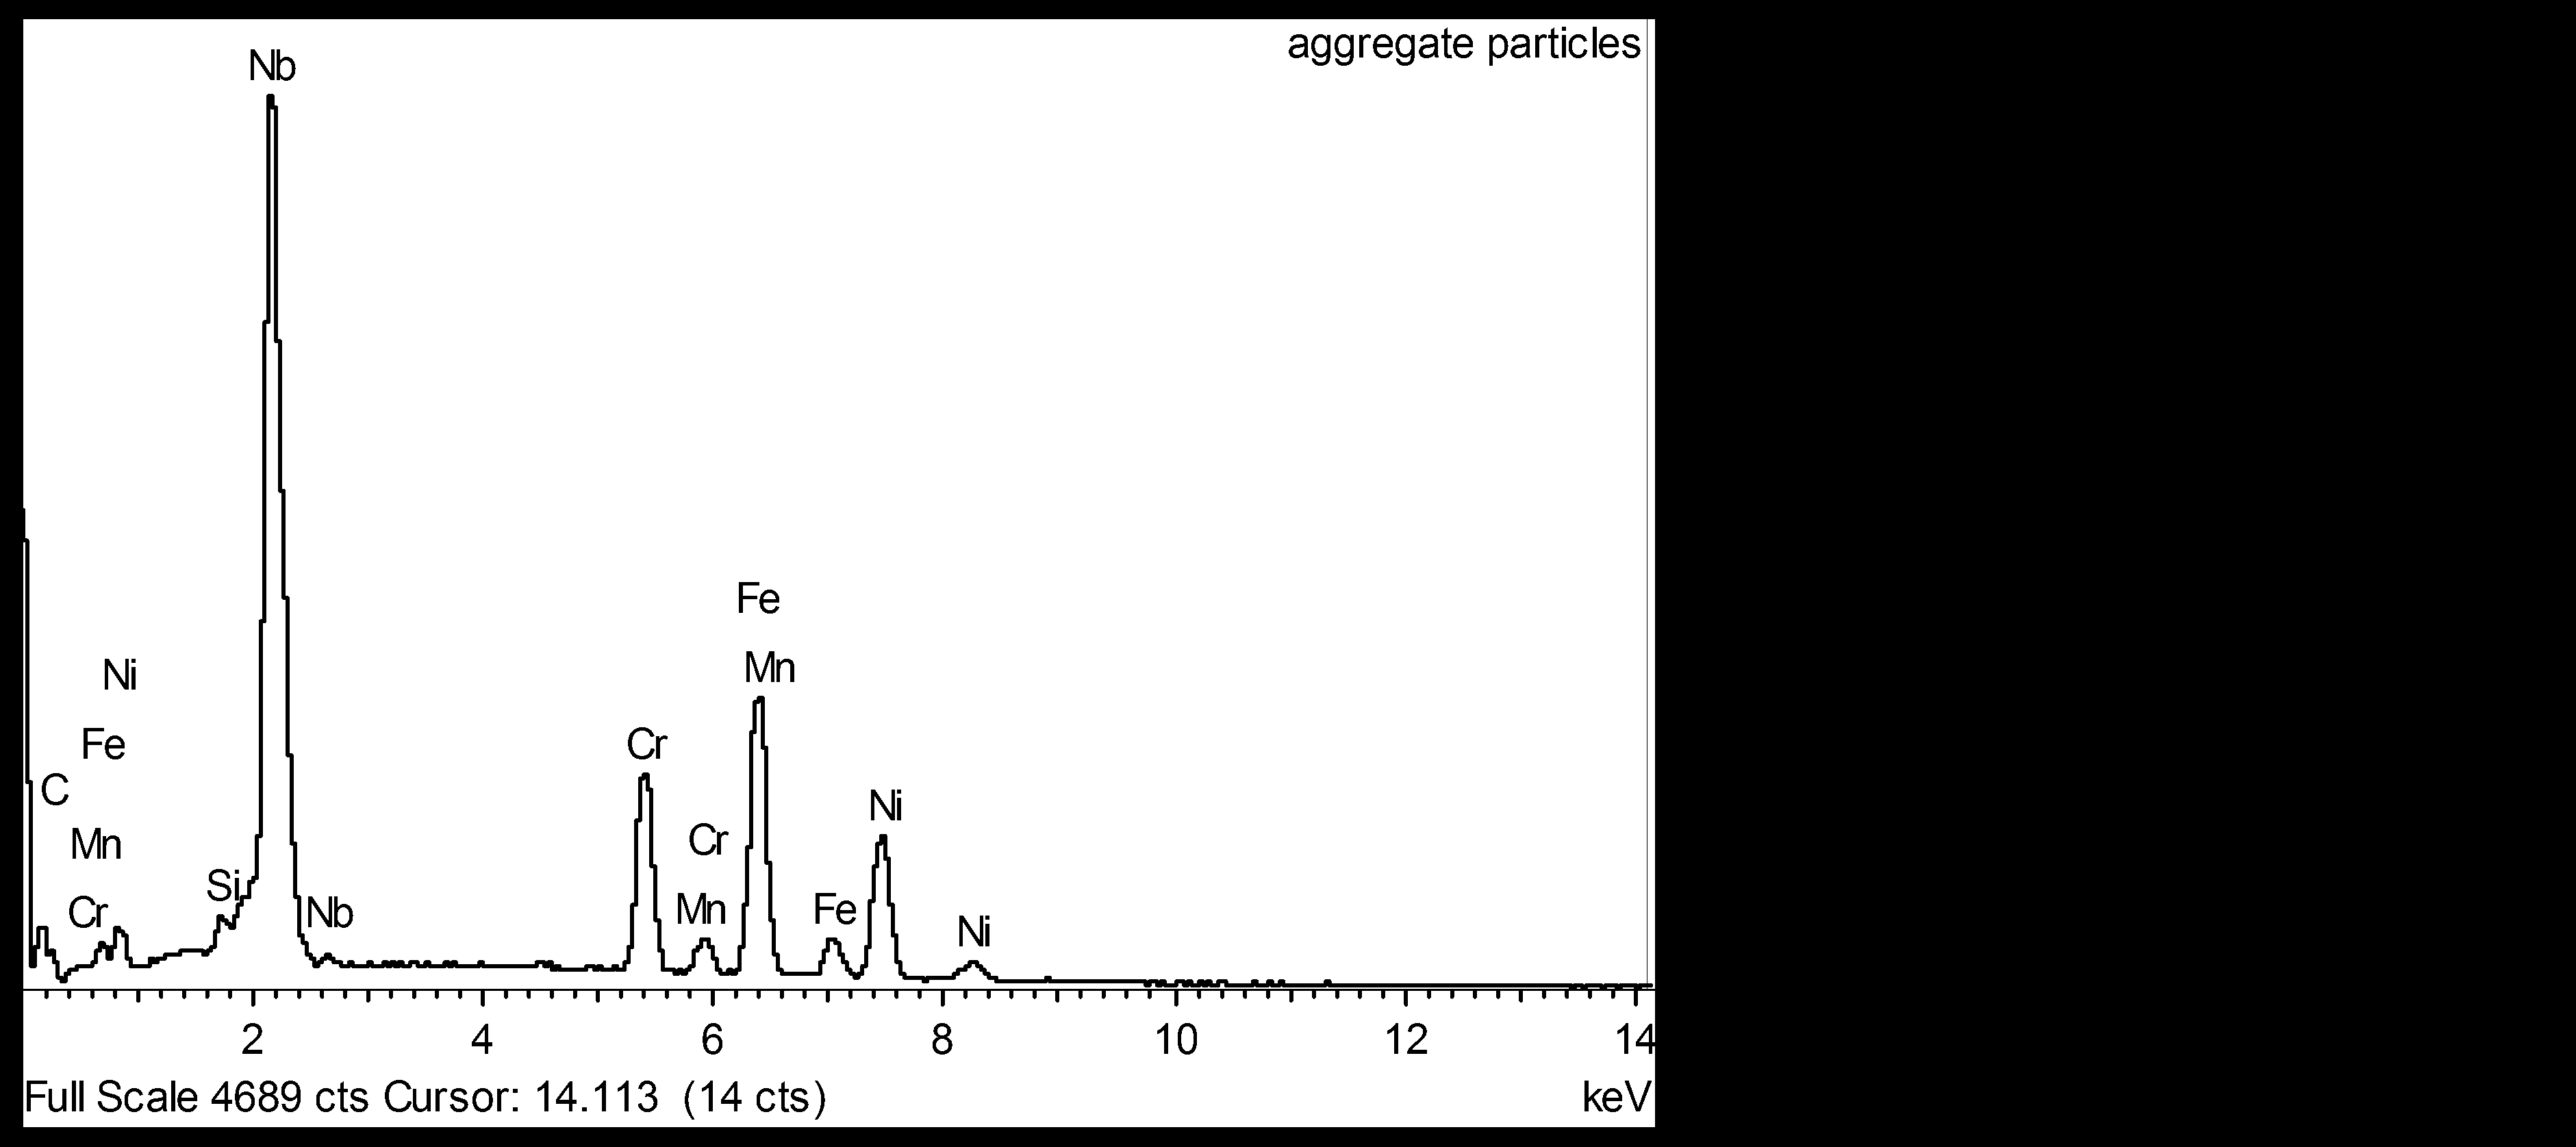 aggregate particles
Nb
Fe
Mn
Ni
Fe
Cr
C
Ni
Cr
Mn
Si
Mn
Fe
Cr
Nb
Ni
2
4
6
8
10
12
14
Full Scale 4689 cts Cursor: 14.113 (14 cts)
keV